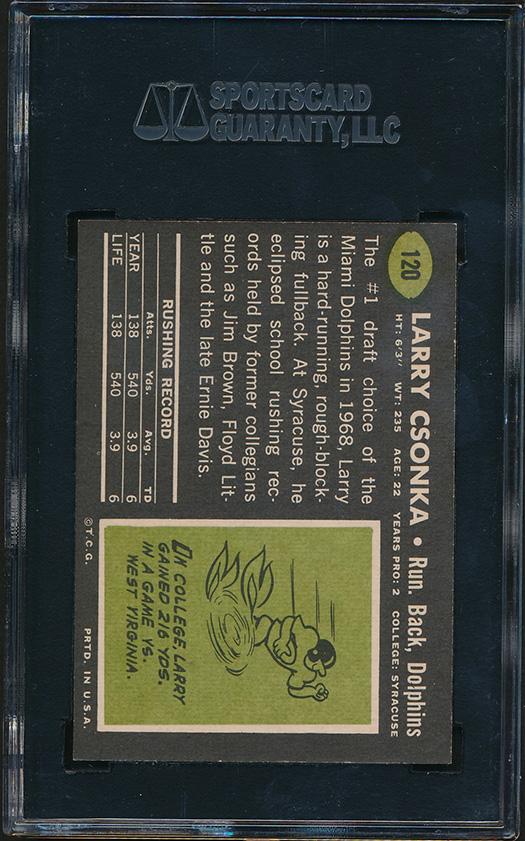 SPORTSCARD
GUARANTY, LLC
120
LARRY CSONKA • Run. Back, Dolphins
HT: 6'3" WT: 235 AGE: 22 YEARS PRO: 2 COLLEGE: SYRACUSE
The #1 draft choice of the
Miami Dolphins in 1968, Larry
is a hard-running, rough-block-
ing fullback. At Syracuse, he
eclipsed school rushing rec-
ords held by former collegians
such as Jim Brown, Floyd Lit-
tle and the late Ernie Davis.
RUSHING RECORD
Atts. Yds. Avg. TD
YEAR 138 540 3.9 6
LIFE 138 540 3.9 6
IN COLLEGE, LARRY
GAINED 216 YDS.
IN A GAME VS.
WEST VIRGINIA.
©T.C.G. PRTD. IN U.S.A.